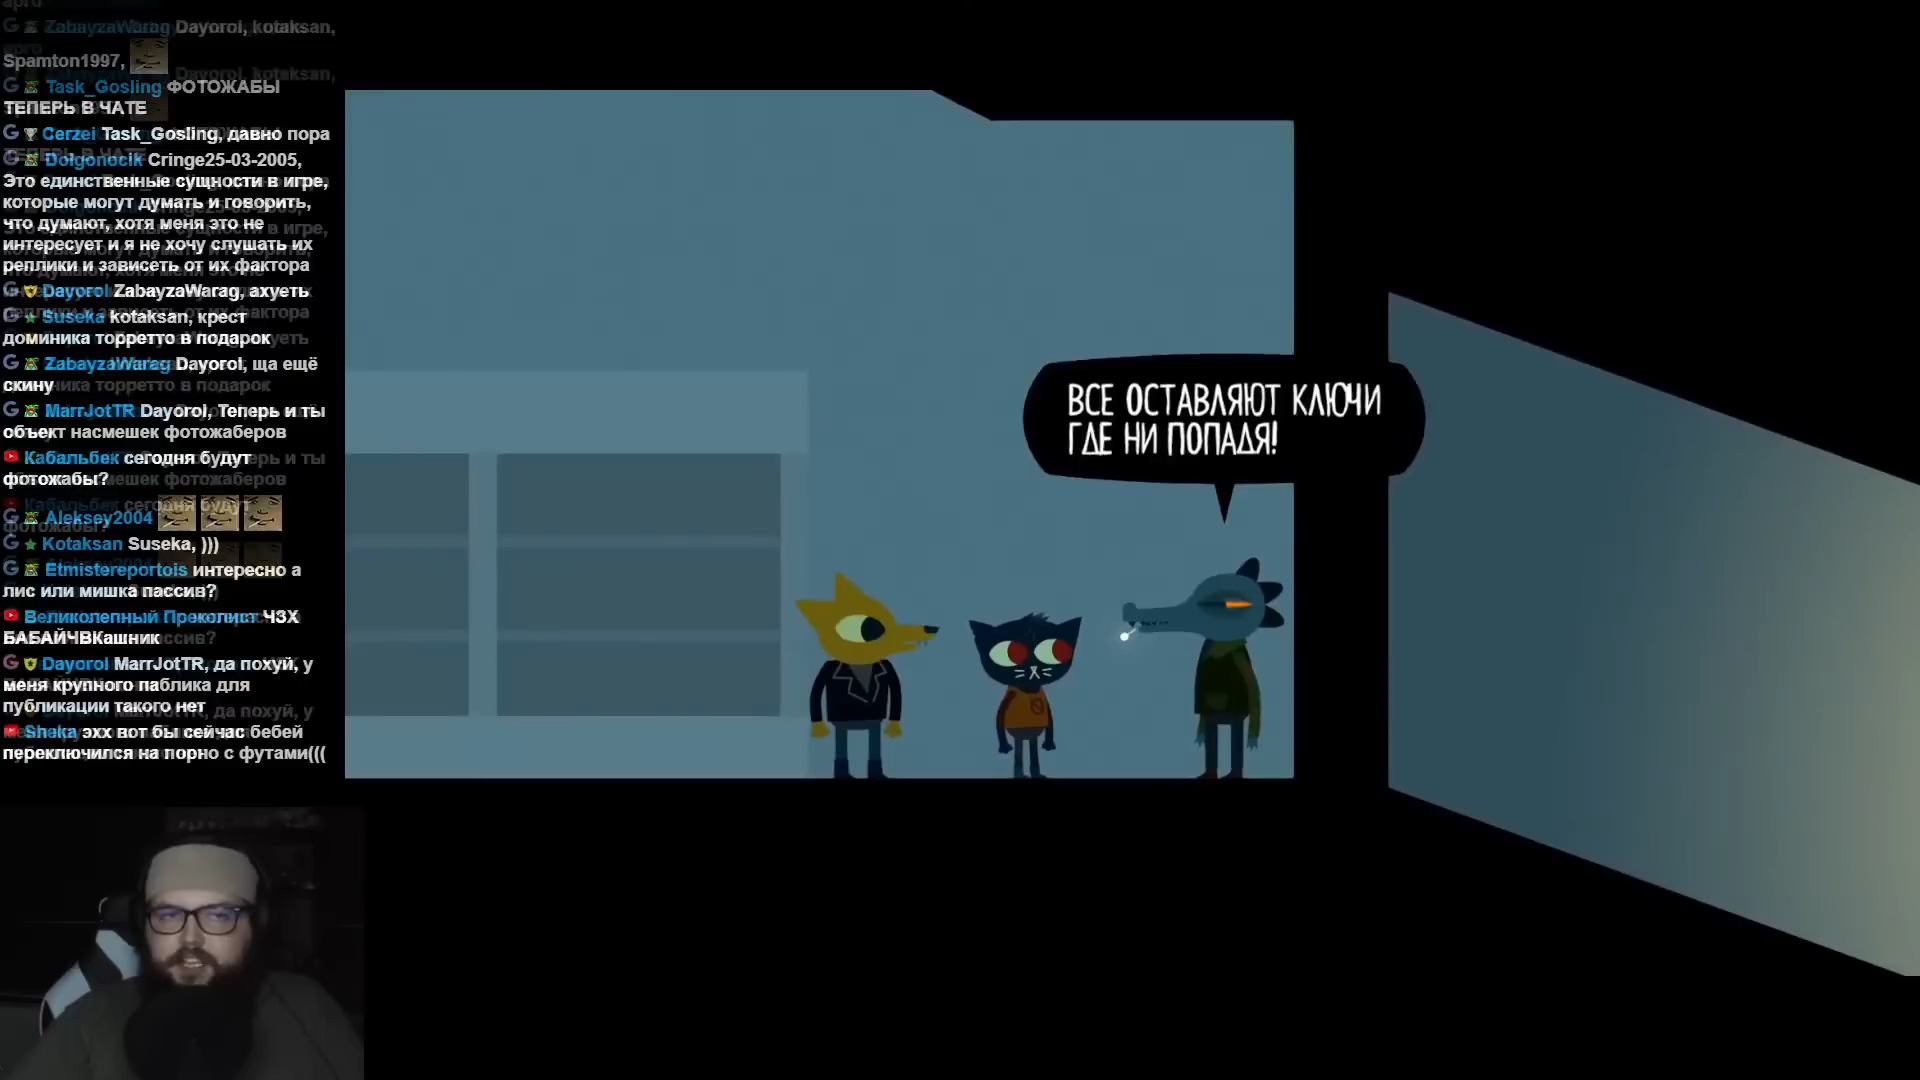 ZabayzaWarag Dayorol, kotaksan,
Spamton1997,
Task_Gosling ФОТОЖАБЫ
ТЕПЕРЬ В ЧАТЕ
Cerzei Task_Gosling, давно пора
Dolgonocik Cringe25-03-2005,
Это единственные сущности в игре,
которые могут думать и говорить,
что думают, хотя меня это не
интересует и я не хочу слушать их
реплики и зависеть от их фактора
Dayorol ZabayzaWarag, ахуеть
Suseka kotaksan, крест
доминика торретто в подарок
ZabayzaWarag Dayorol, ща ещё
скину
MarrJotTR Dayorol, Теперь и ты
объект насмешек фотожаберов
Кабальбек сегодня будут
фотожабы?
Aleksey2004
Kotaksan Suseka, )))
Etmistereportois интересно а
лис или мишка пассив?
Великолепный Преколист ЧЗХ
БАБАЙЧВКашник
Dayorol MarrJotTR, да похуй, у
меня крупного паблика для
публикации такого нет
Sheka эхх вот бы сейчас бебей
переключился на порно с футами(((
ВСЕ ОСТАВЛЯЮТ КЛЮЧИ
ГДЕ НИ ПОПАДЯ!